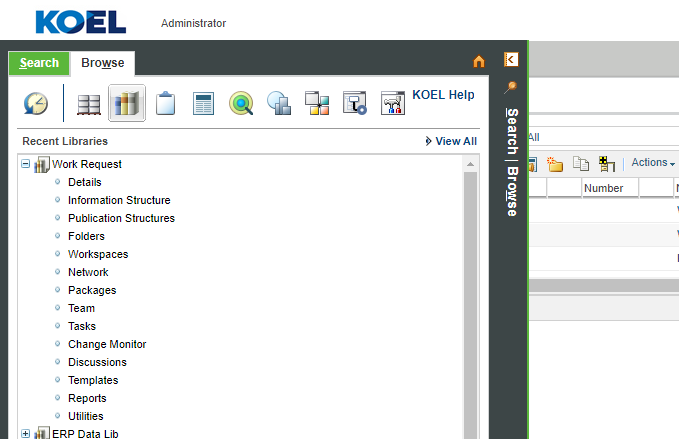 KOEL
Administrator
Search
Browse
KOEL Help
Recent Libraries
View All
Work Request
Details
Information Structure
Publication Structures
Folders
Workspaces
Network
Packages
Team
Tasks
Change Monitor
Discussions
Templates
Reports
Utilities
ERP Data Lib
Search | Browse
All
Actions
Number